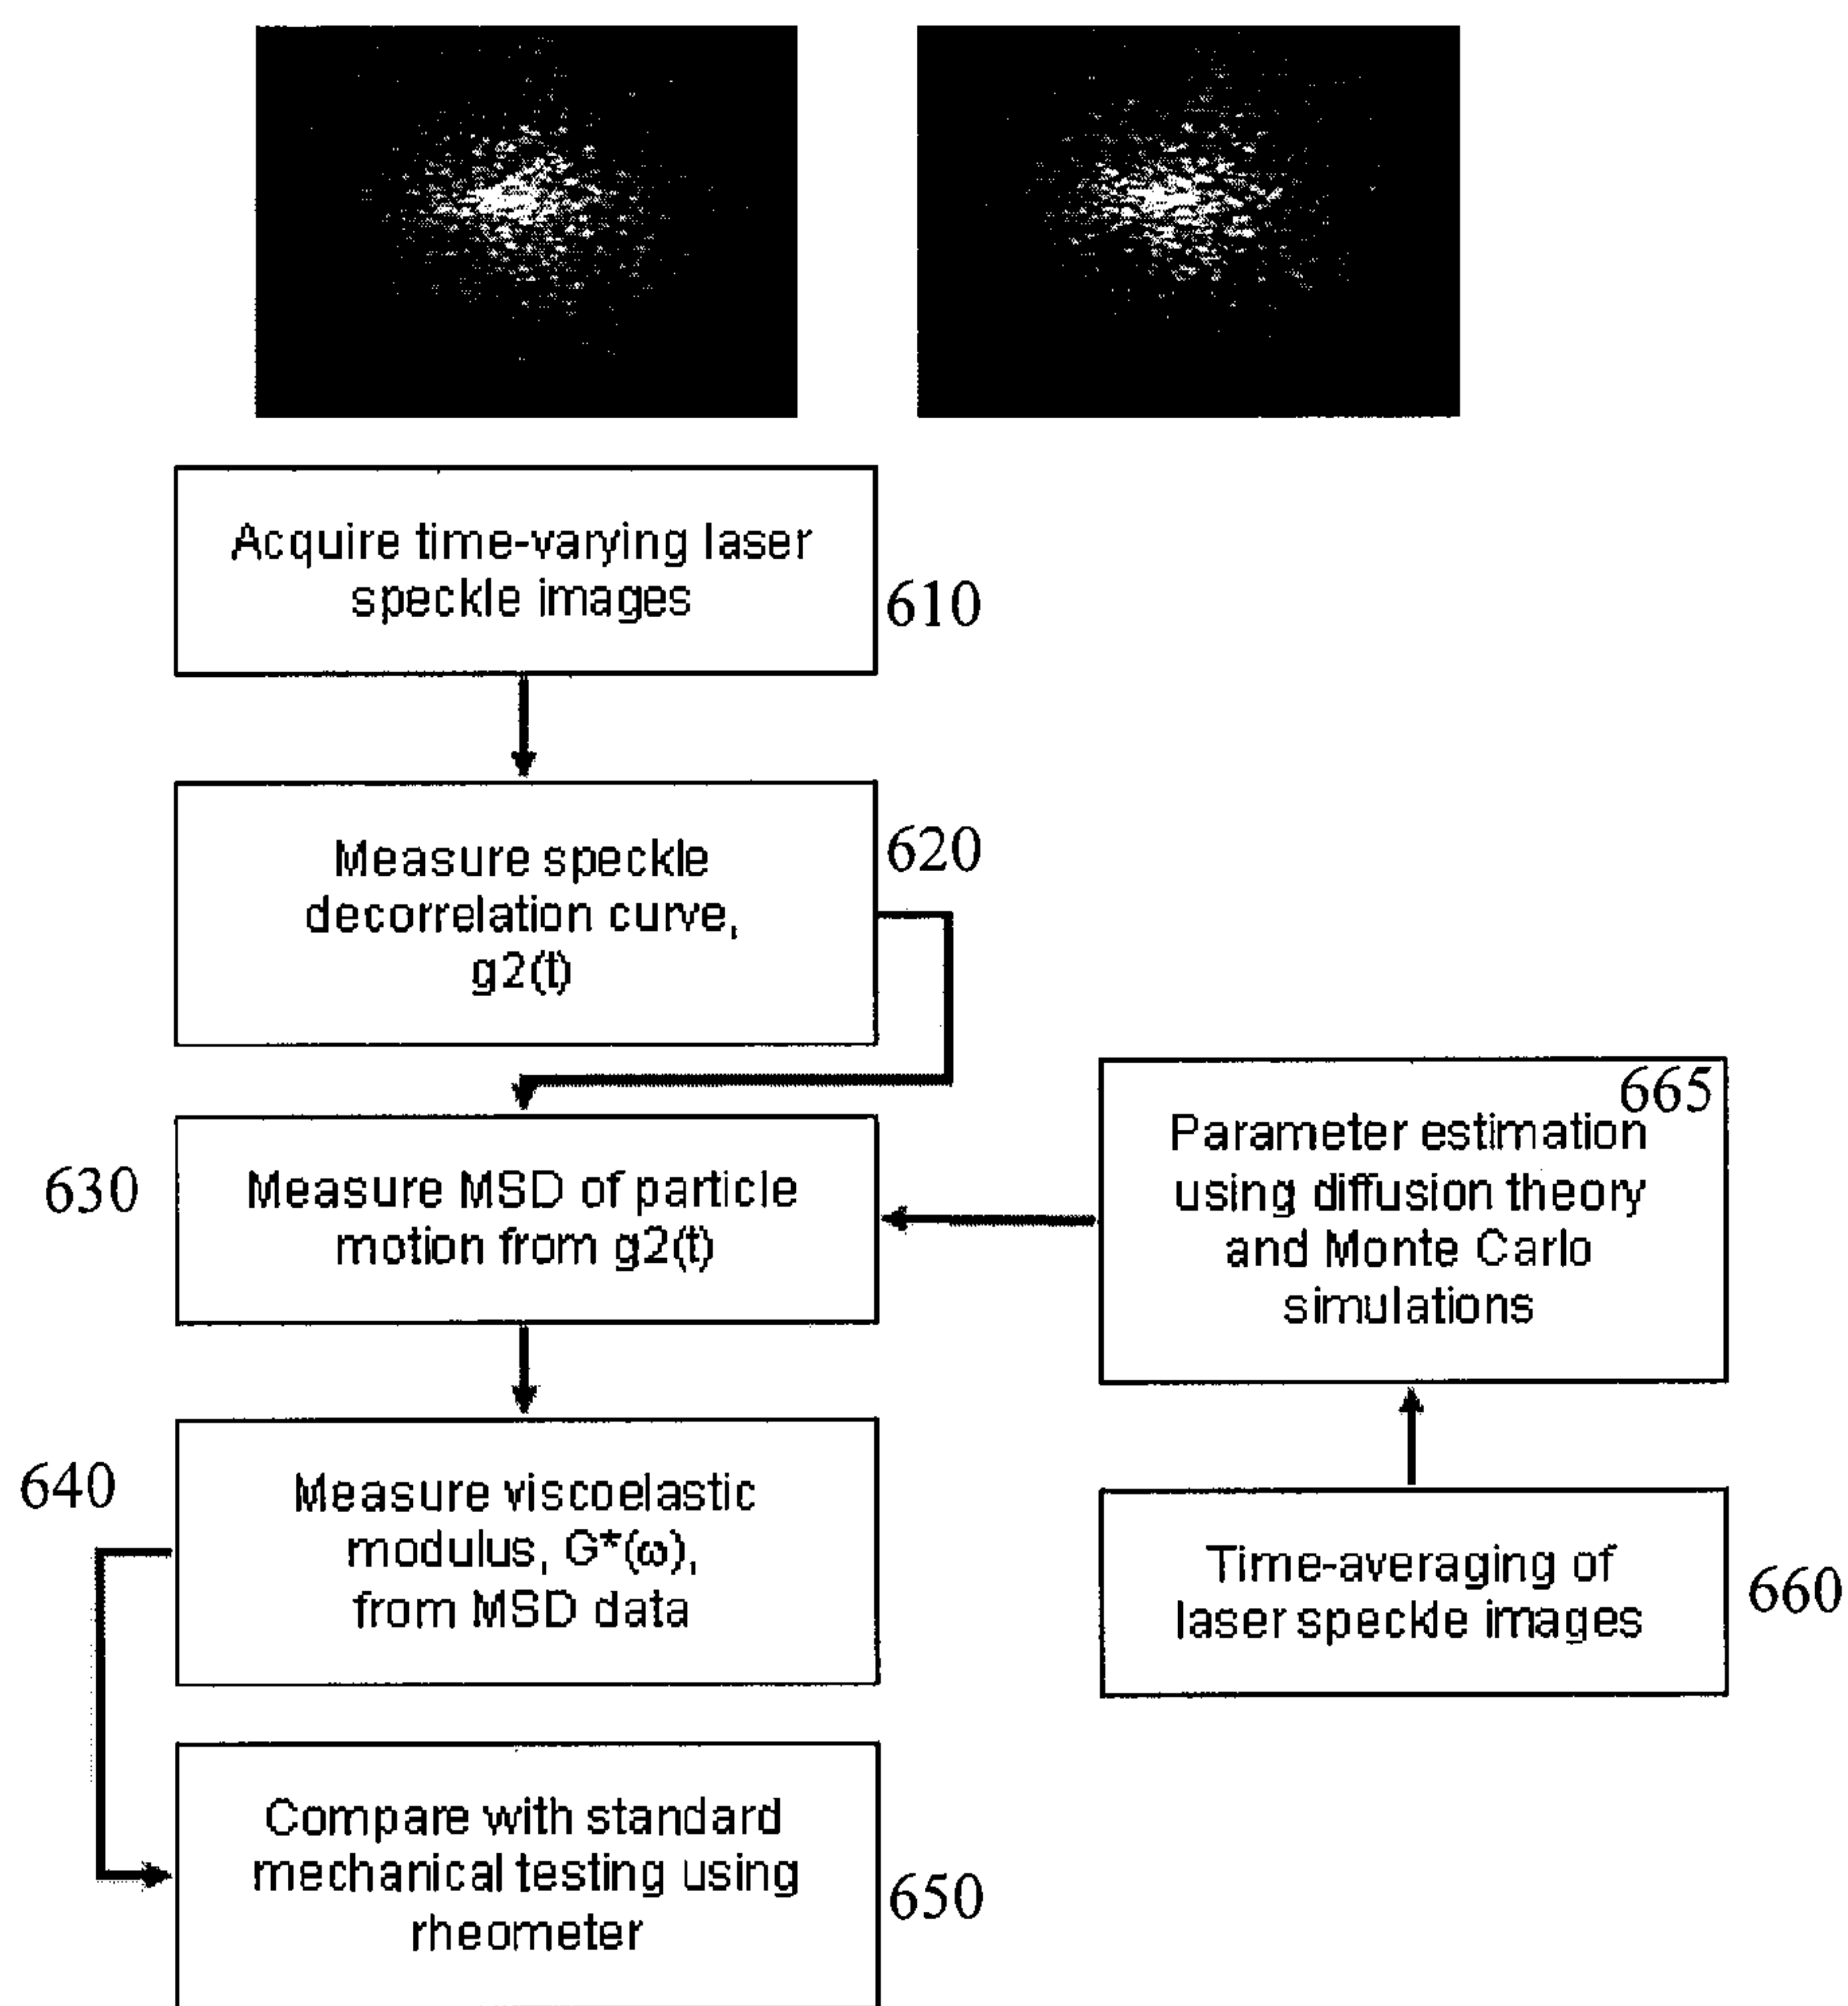 Acquire time-varying laser
speckle images
610
Measure speckle
decorrelation curve,
g2(t)
620
630
Measure MSD of particle
motion from g2(t)
665
Parameter estimation
using diffusion theory
and Monte Carlo
simulations
640
Measure viscoelastic
modulus, G*(ω),
from MSD data
Time-averaging of
laser speckle images
660
Compare with standard
mechanical testing using
rheometer
650